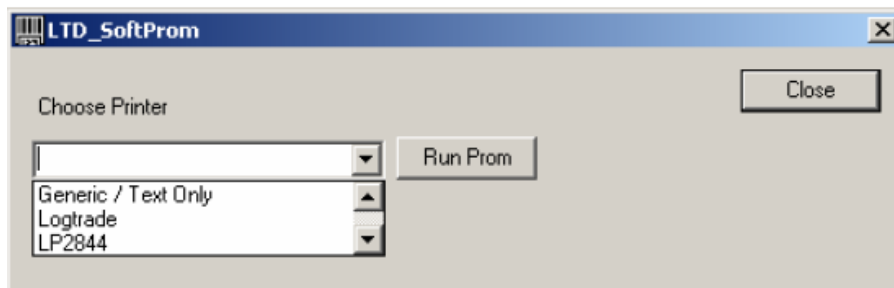 LTD_SoftProm
Close
Choose Printer
Run Prom
Generic / Text Only
Logtrade
LP2844